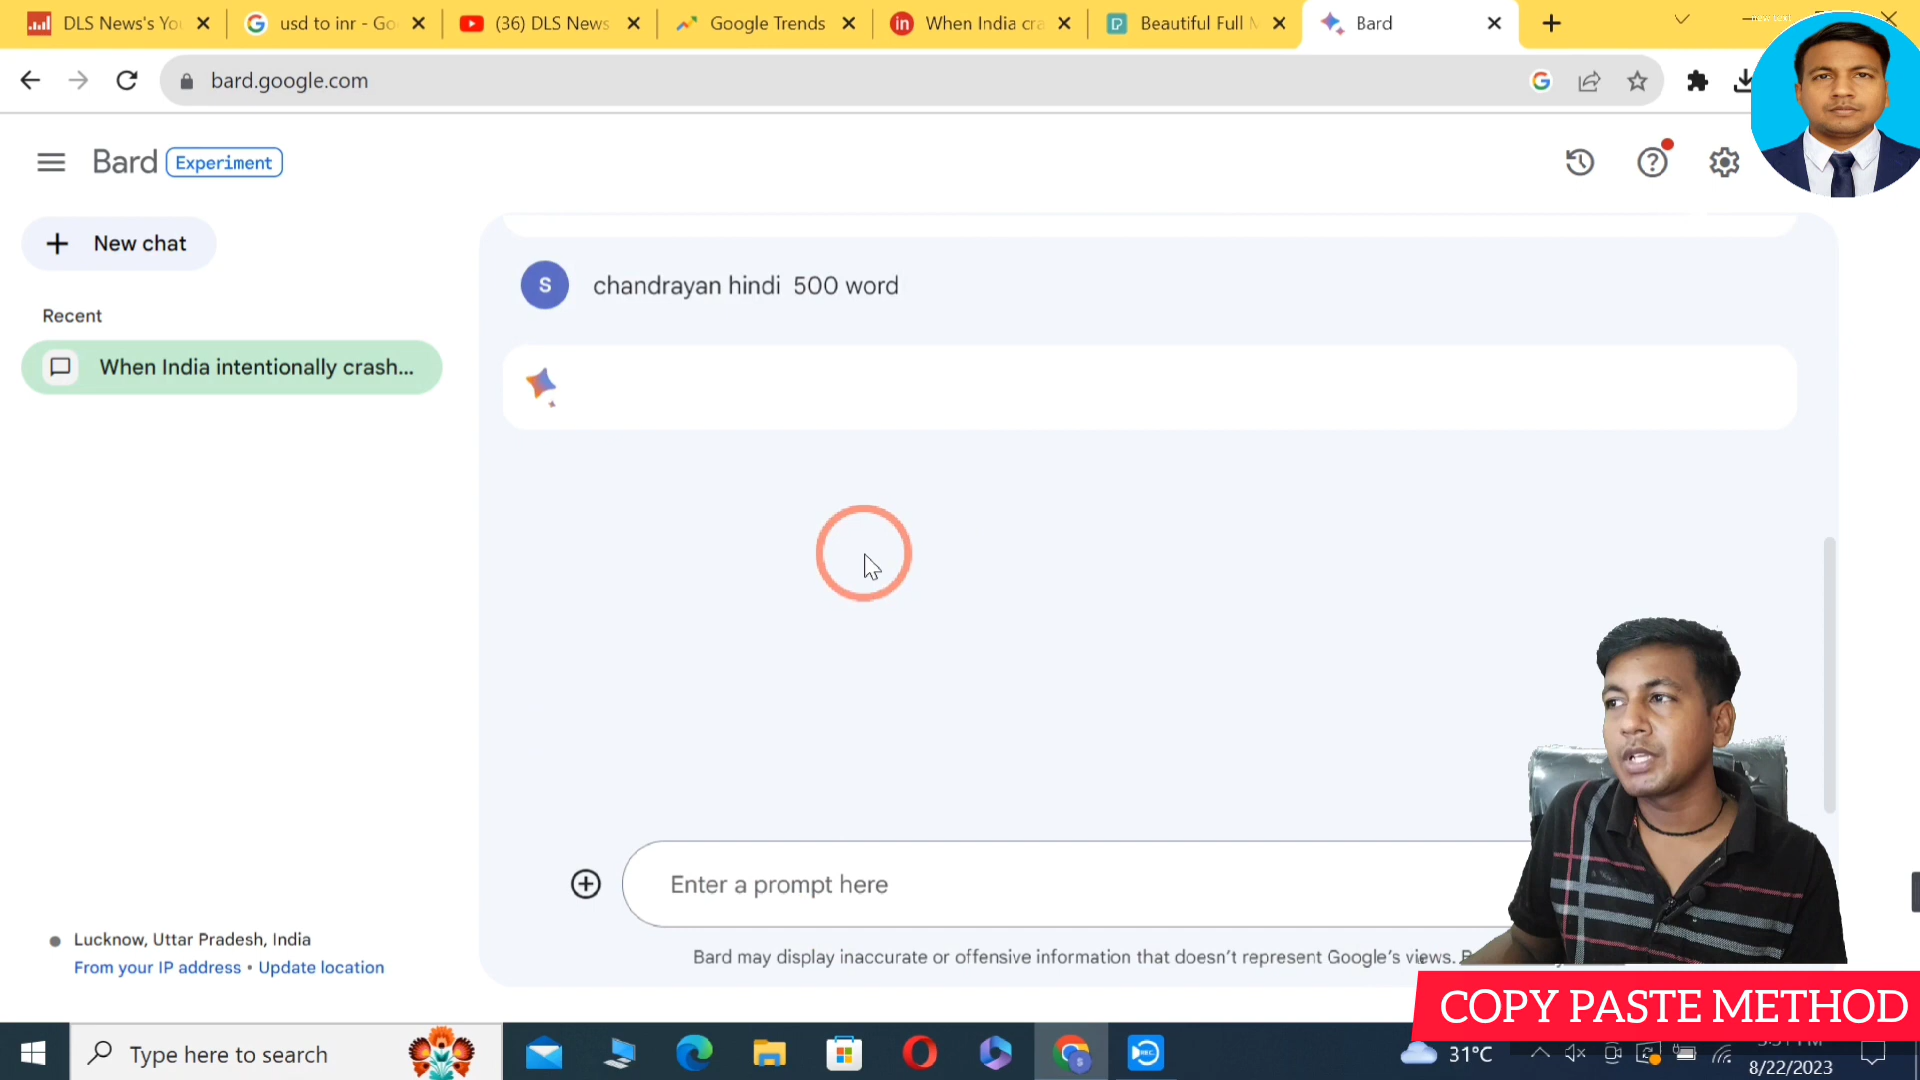 DLS News's You
usd to inr - Go
(36) DLS News
Google Trends
When India cra
Beautiful Full
Bard
bard.google.com
Bard Experiment
New chat
Recent
When India intentionally crash...
S chandrayan hindi 500 word
Enter a prompt here
Lucknow, Uttar Pradesh, India
From your IP address • Update location
Bard may display inaccurate or offensive information that doesn't represent Google's views.
COPY PASTE METHOD
Type here to search
31°C
8/22/2023